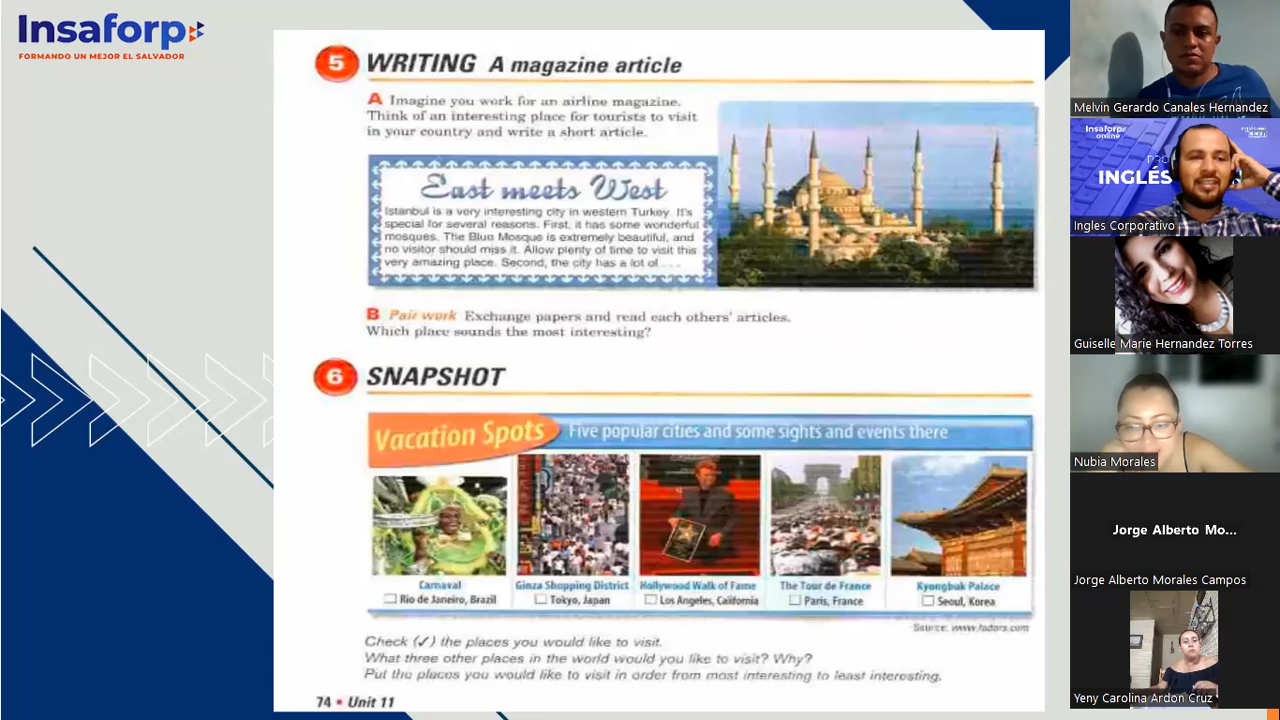 Insaforp
FORMANDO UN MEJOR EL SALVADOR
5 WRITING A magazine article
A Imagine you work for an airline magazine.
Think of an interesting place for tourists to visit
in your country and write a short article.
East meets West
Istanbul is a very interesting city in western Turkey. It's
special for several reasons. First, it has some wonderful
mosques. The Blue Mosque is extremely beautiful, and
no visitor should miss it. Allow plenty of time to visit this
very amazing place. Second, the city has a lot of . . .
B Pair work Exchange papers and read each others' articles.
Which place sounds the most interesting?
6 SNAPSHOT
Vacation Spots Five popular cities and some sights and events there
Carnaval
Rio de Janeiro, Brazil
Ginza Shopping District
Tokyo, Japan
Hollywood Walk of Fame
Los Angeles, California
The Tour de France
Paris, France
Kyongbuk Palace
Seoul, Korea
Source: www.fodors.com
Check (✓) the places you would like to visit.
What three other places in the world would you like to visit? Why?
Put the places you would like to visit in order from most interesting to least interesting.
74 • Unit 11
Melvin Gerardo Canales Hernandez
Insaforp
online
PRO
INGLÉS
Ingles Corporativo
Guiselle Marie Hernandez Torres
Nubia Morales
Jorge Alberto Mo...
Jorge Alberto Morales Campos
Yeny Carolina Ardon Cruz